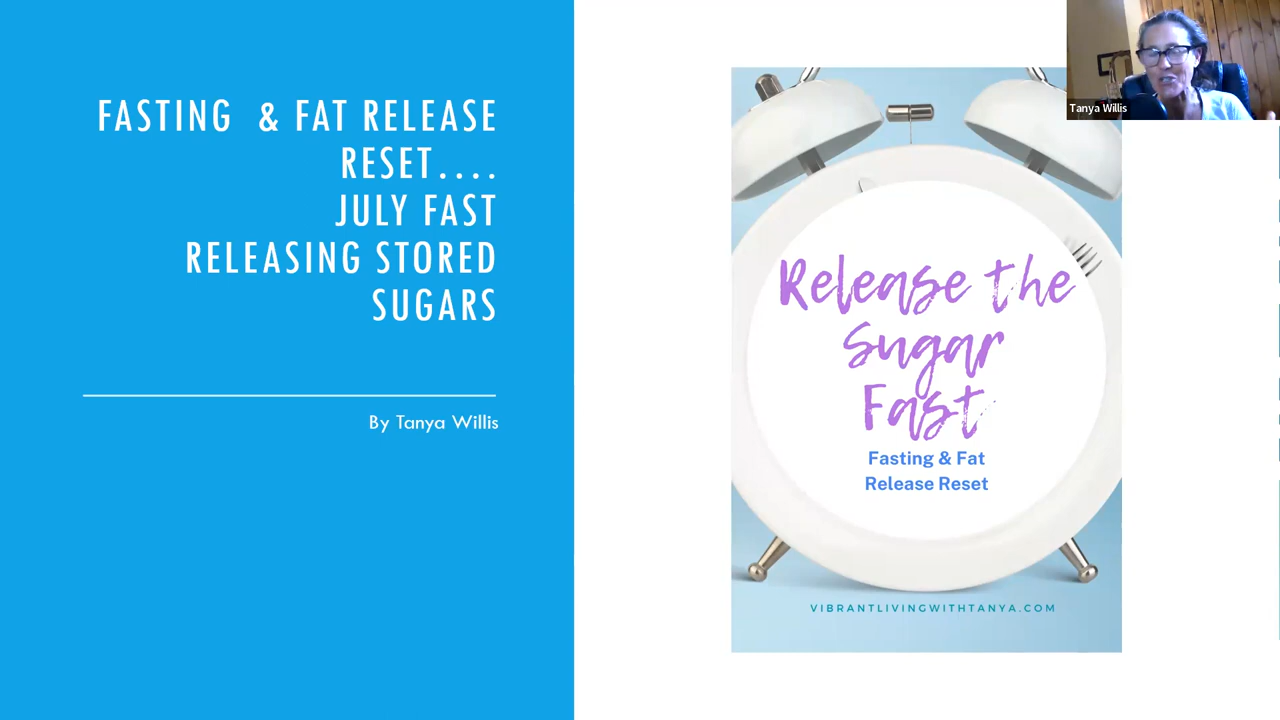 FASTING & FAT RELEASE
RESET....
JULY FAST
RELEASING STORED
SUGARS
By Tanya Willis
Release the
Sugar
Fast
Fasting & Fat
Release Reset
VIBRANTLIVINGWITHTANYA.COM
Tanya Willis